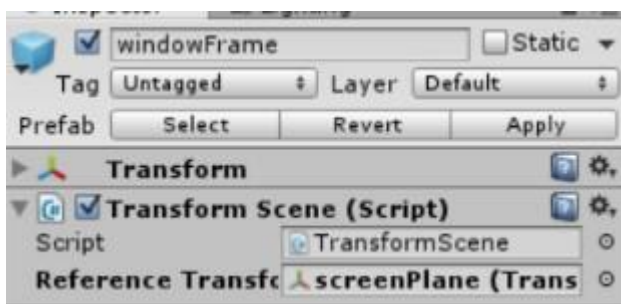 windowFrame Static
Tag Untagged Layer Default
Prefab Select Revert Apply
Transform
Transform Scene (Script)
Script TransformScene
Reference Transfo screenPlane (Trans